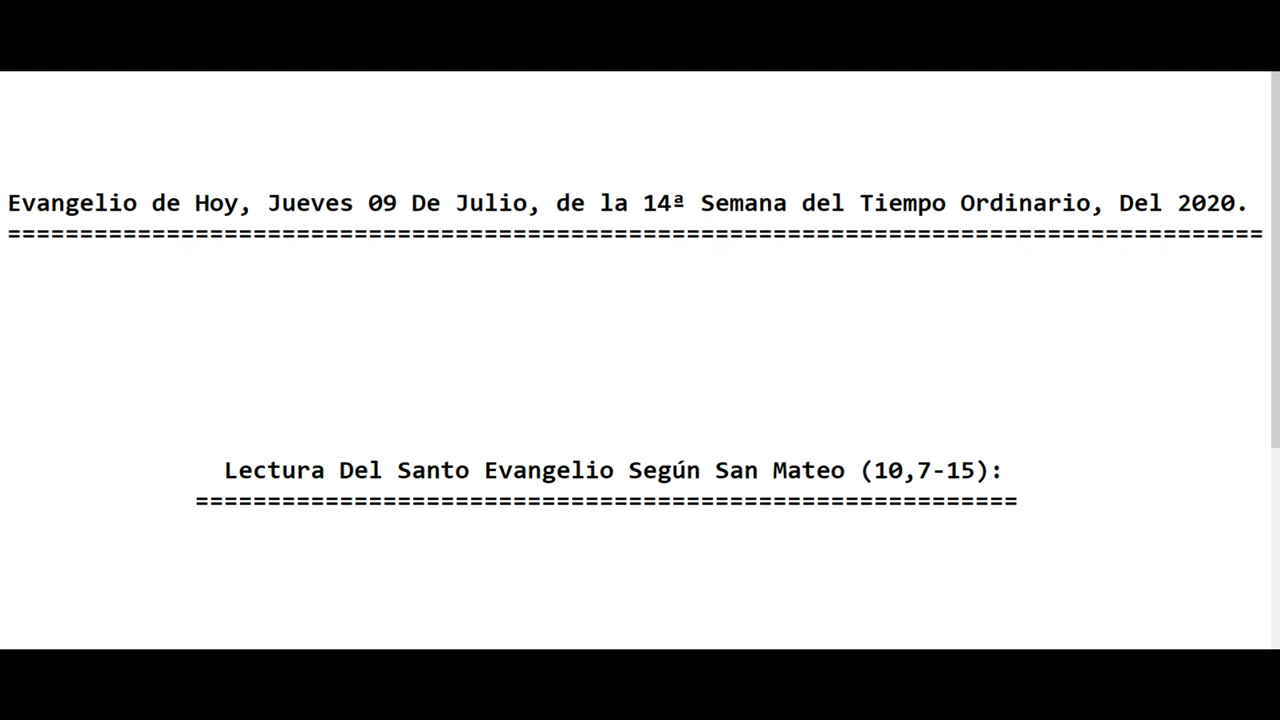 Evangelio de Hoy, Jueves 09 De Julio, de la 14ª Semana del Tiempo Ordinario, Del 2020.
=======================================================================================
Lectura Del Santo Evangelio Según San Mateo (10,7-15):
=========================================================